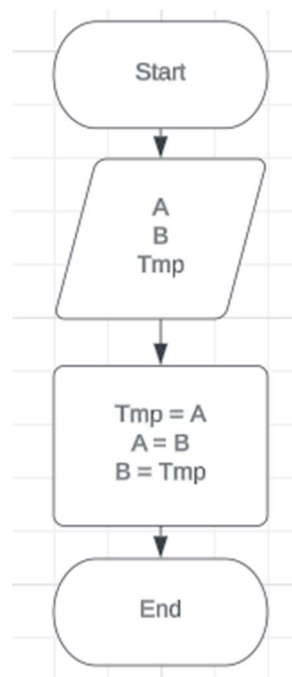 Start
A
B
Tmp
Tmp = A
A = B
B = Tmp
End